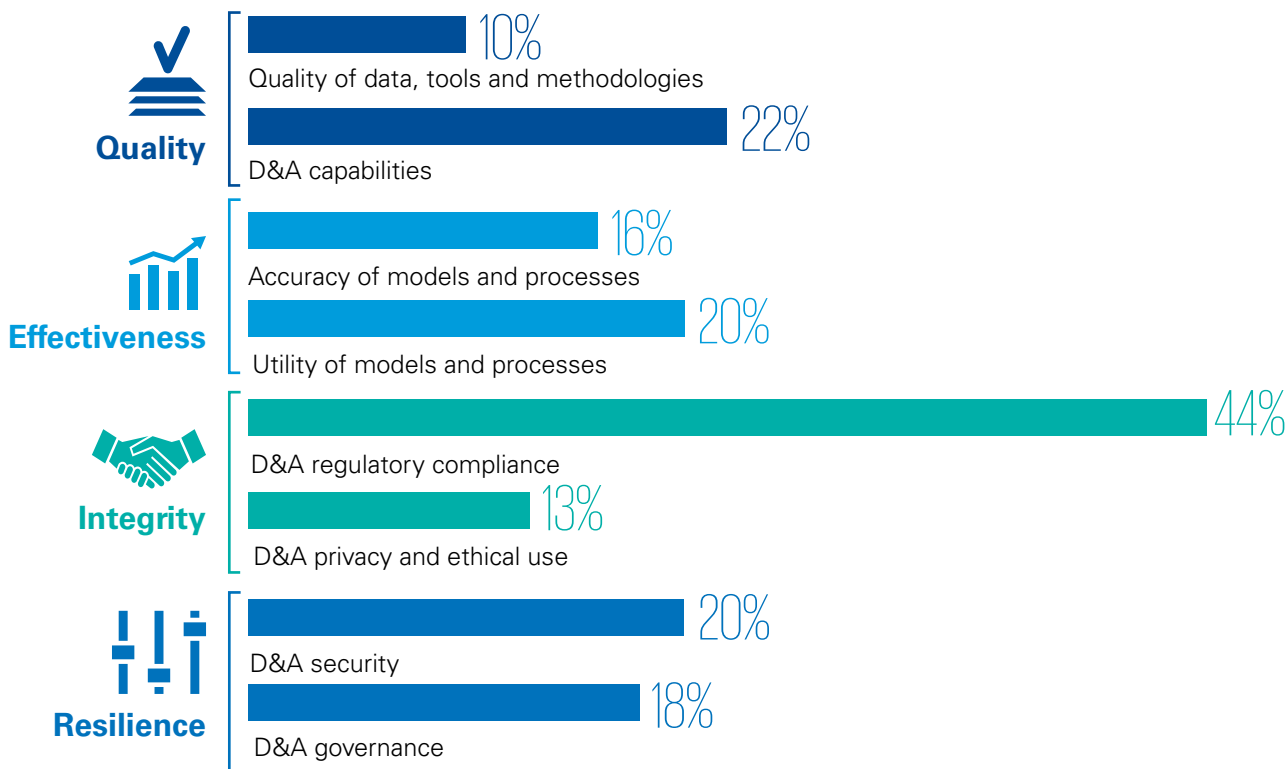 10%
Quality of data, tools and methodologies
22%
Quality
D&A capabilities
16%
Accuracy of models and processes
20%
Effectiveness
Utility of models and processes
44%
D&A regulatory compliance
13%
Integrity
D&A privacy and ethical use
20%
D&A security
18%
Resilience
D&A governance